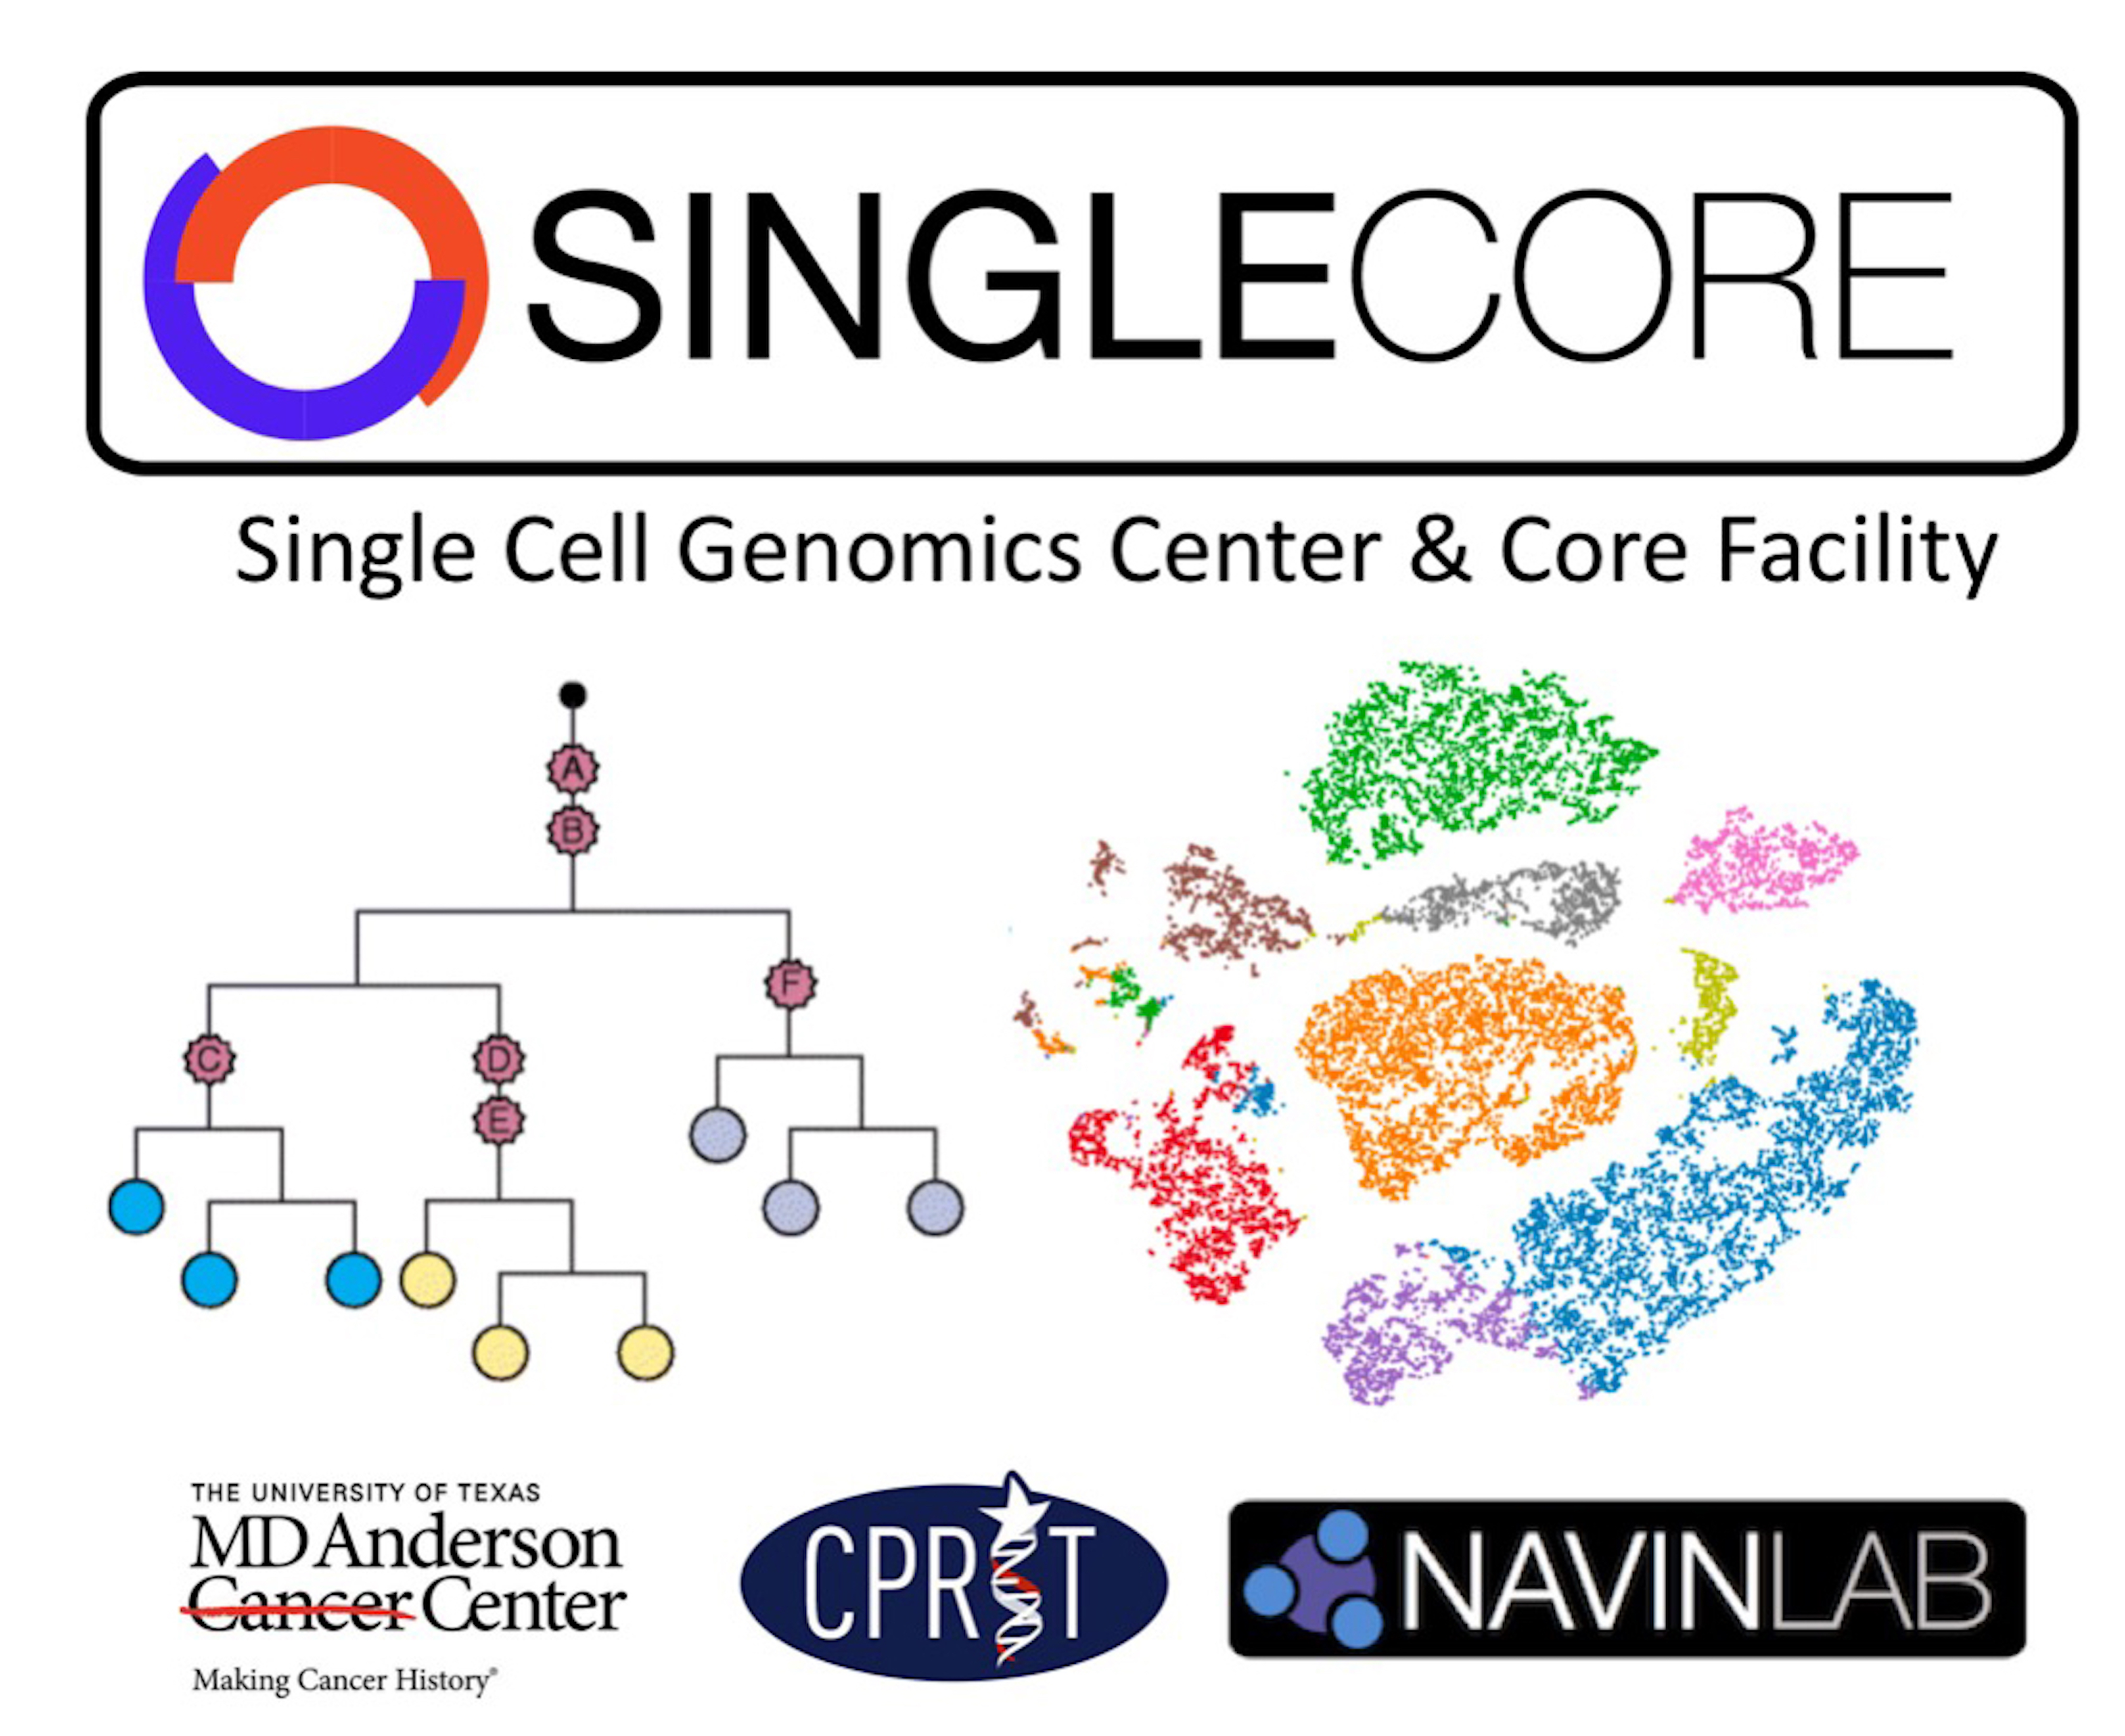 SINGLECORE
Single Cell Genomics Center & Core Facility
A
B
F
C
D
E
THE UNIVERSITY OF TEXAS
MD Anderson
Cancer Center
Making Cancer History®
CPRIT
NAVINLAB